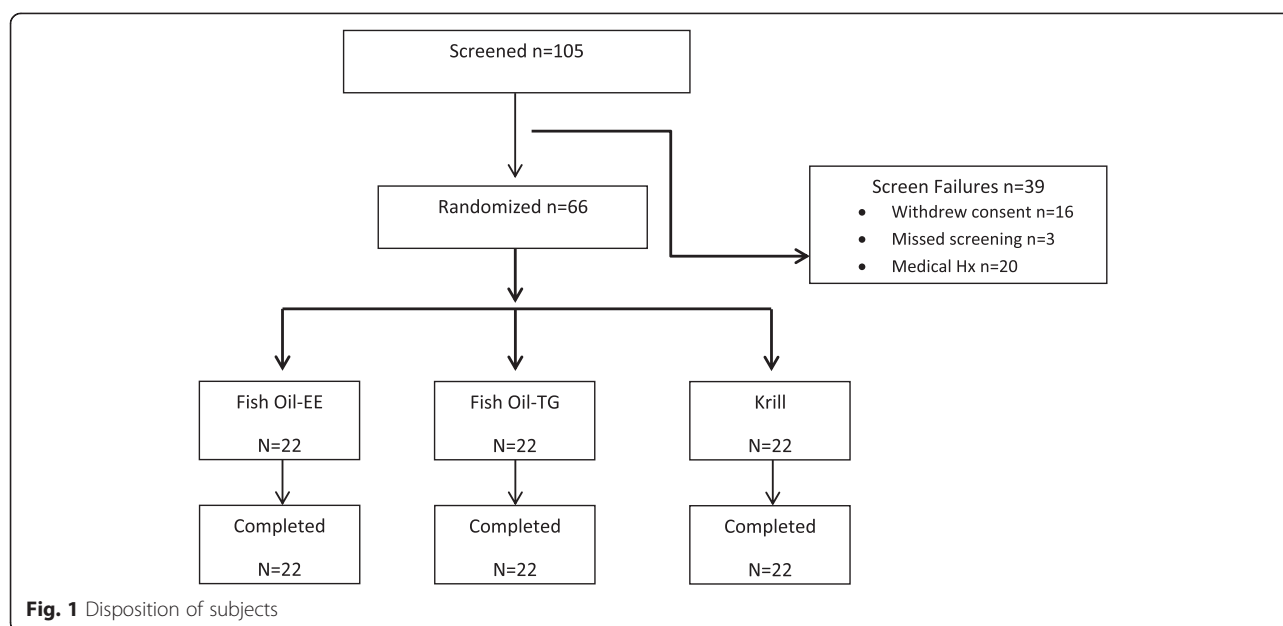 Screened n=105
Randomized n=66
Screen Failures n=39
• Withdrew consent n=16
• Missed screening n=3
• Medical Hx n=20
Fish Oil-EE
N=22
Fish Oil-TG
N=22
Krill
N=22
Completed
N=22
Completed
N=22
Completed
N=22
Fig. 1 Disposition of subjects